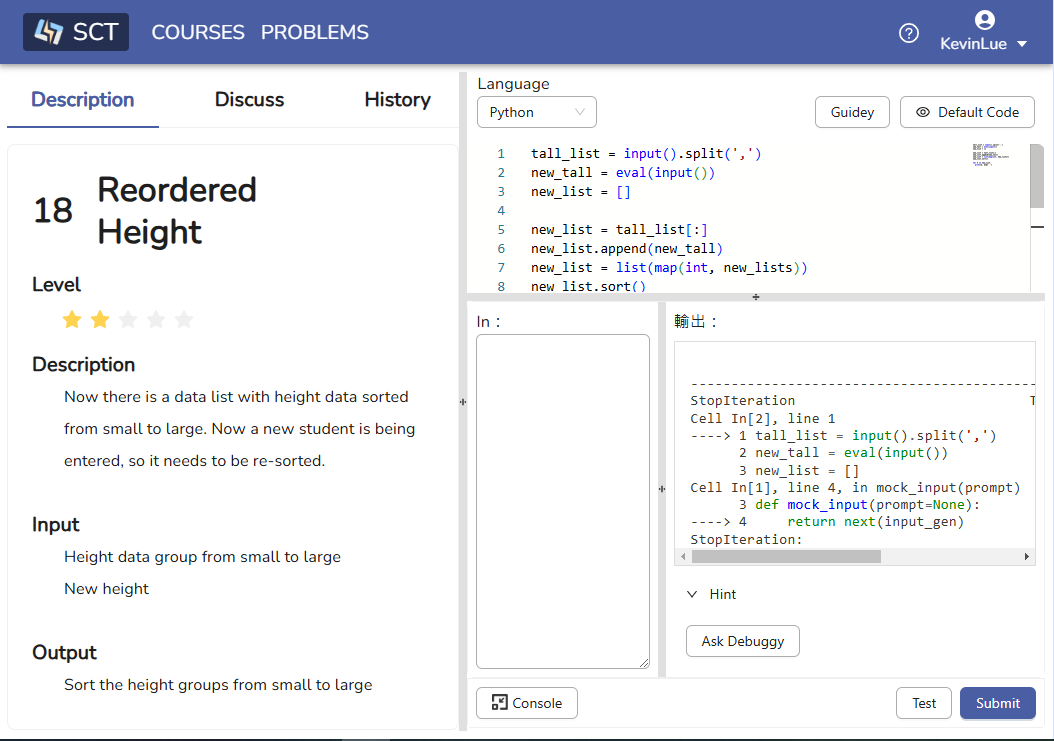 SCT COURSES PROBLEMS KevinLue
Description Discuss History
18 Reordered
Height
Level
Description
Now there is a data list with height data sorted
from small to large. Now a new student is being
entered, so it needs to be re-sorted.
Input
Height data group from small to large
New height
Output
Sort the height groups from small to large
Language
Python Guidey Default Code
1 tall_list = input().split(',')
2 new_tall = eval(input())
3 new_list = []
4
5 new_list = tall_list[:]
6 new_list.append(new_tall)
7 new_list = list(map(int, new_lists))
8 new list.sort()
In :
輸出 :
---------------------------------------
StopIteration T
Cell In[2], line 1
----> 1 tall_list = input().split(',')
2 new_tall = eval(input())
3 new_list = []
Cell In[1], line 4, in mock_input(prompt)
3 def mock_input(prompt=None):
----> 4 return next(input_gen)
StopIteration:
Hint
Ask Debuggy
Console Test Submit